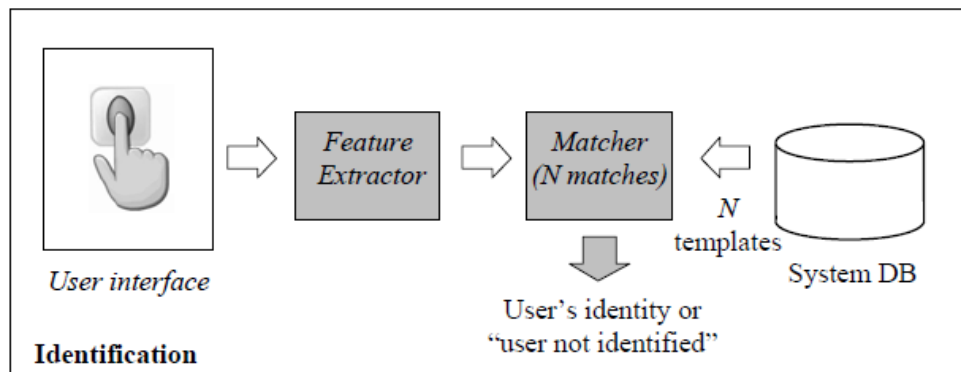 User interface
Feature
Extractor
Matcher
(N matches)
N
templates
System DB
User's identity or
“user not identified”
Identification